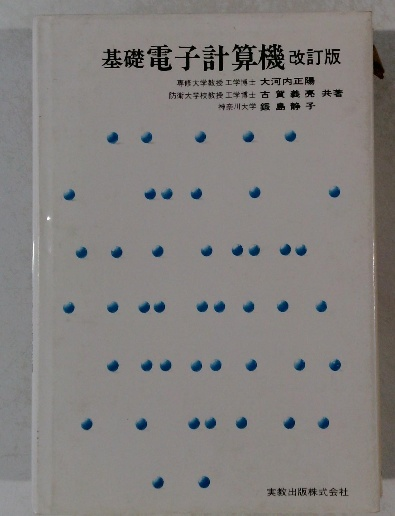 基礎 電子計算機 改訂版
専修大学教授 工学博士 大河内正陽
防衛大学校教授 工学博士 古賀義亮 共著
神奈川大学 飯島静子
実教出版株式会社